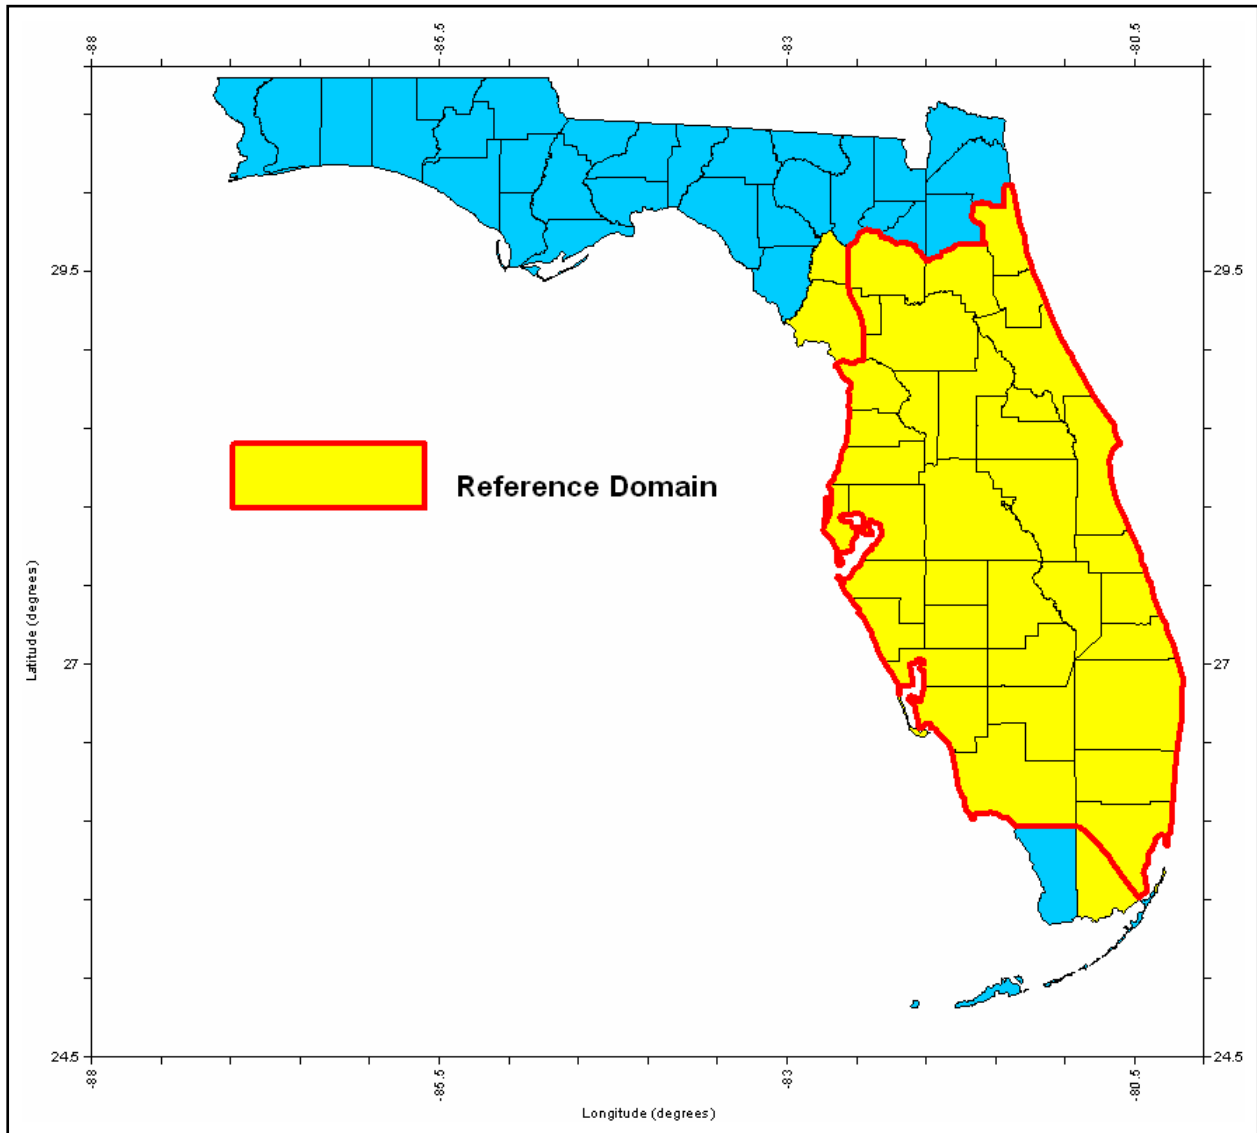 -88 -85.5 -83 -80.5
29.5 29.5
Reference Domain
Latitude (degrees)
27 27
24.5 24.5
-88 -85.5 -83 -80.5
Longitude (degrees)